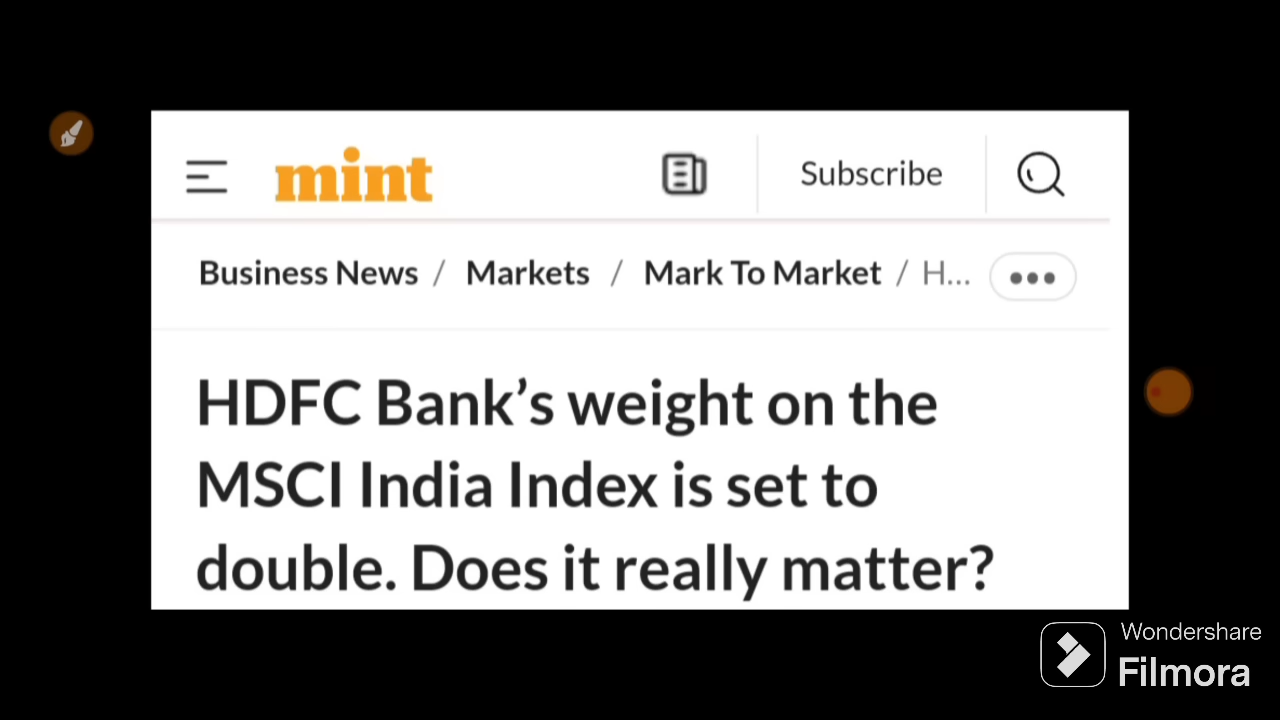 mint
Subscribe
Business News / Markets / Mark To Market / H...
HDFC Bank’s weight on the
MSCI India Index is set to
double. Does it really matter?
Wondershare
Filmora